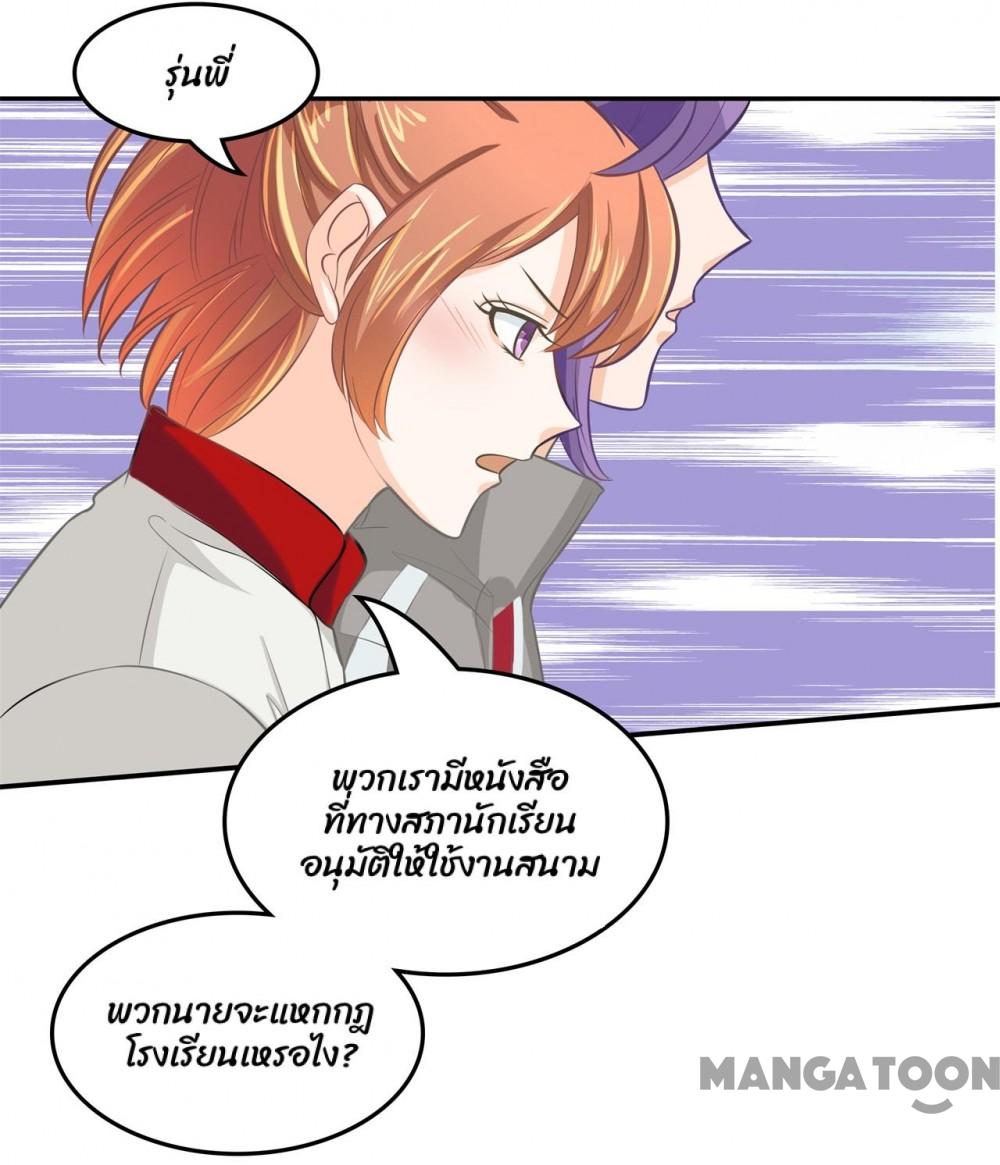 รุ่นพี่
พวกเรามีหนังสือ
ที่ทางสภานักเรียน
อนุมัติให้ใช้งานสนาม
พวกนายจะแหกกฎ
โรงเรียนเหรอไง?
MANGATOON